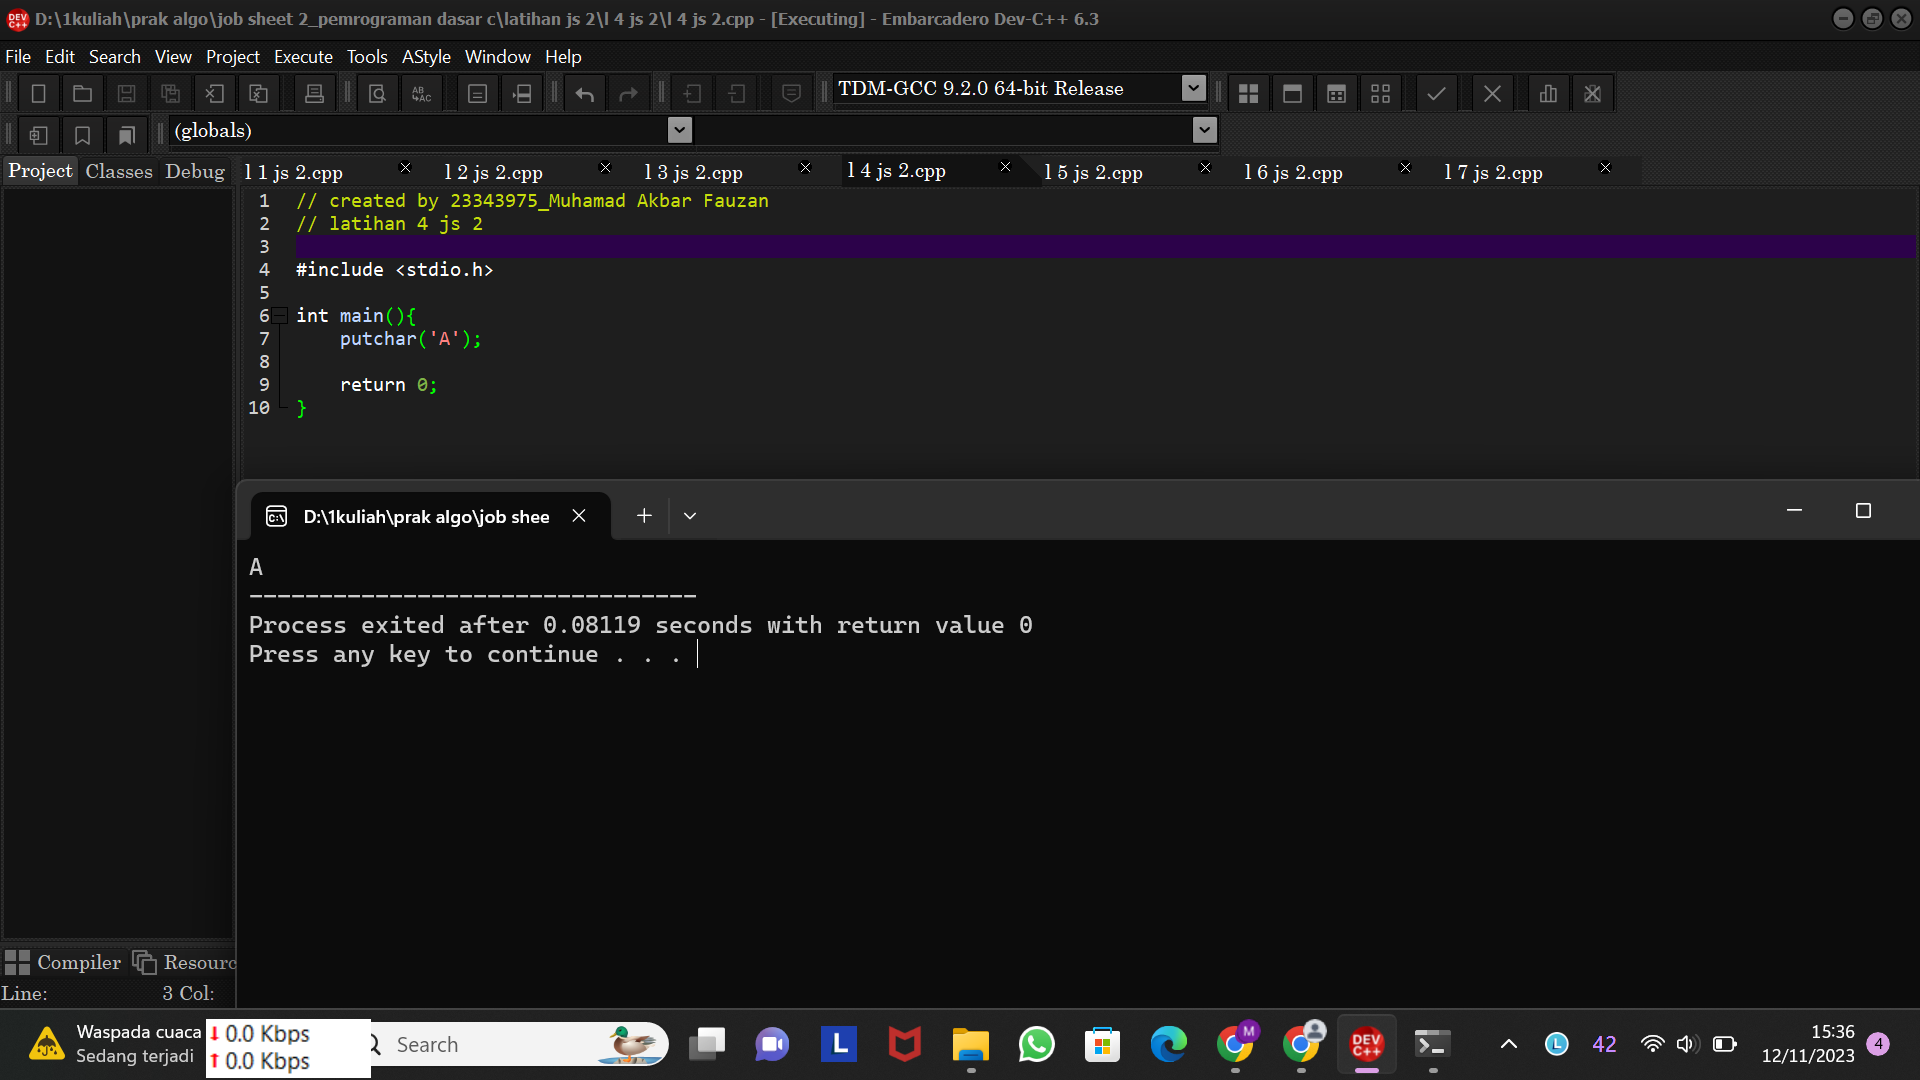 D:\1kuliah\prak algo\job sheet 2_pemrograman dasar c\latihan js 2\l 4 js 2\l 4 js 2.cpp - [Executing] - Embarcadero Dev-C++ 6.3
File Edit Search View Project Execute Tools AStyle Window Help
TDM-GCC 9.2.0 64-bit Release
(globals)
Project Classes Debug
l 1 js 2.cpp l 2 js 2.cpp l 3 js 2.cpp l 4 js 2.cpp l 5 js 2.cpp l 6 js 2.cpp l 7 js 2.cpp
1 // created by 23343975_Muhamad Akbar Fauzan
2 // latihan 4 js 2
3
4 #include <stdio.h>
5
6 int main(){
7 putchar('A');
8
9 return 0;
10 }
D:\1kuliah\prak algo\job shee
A
--------------------------------
Process exited after 0.08119 seconds with return value 0
Press any key to continue . . .
Compiler Resourc
Line: 3 Col:
Waspada cuaca
Sedang terjadi
0.0 Kbps
0.0 Kbps
Search
L
M
DEV
C++
L
42
15:36
12/11/2023
4